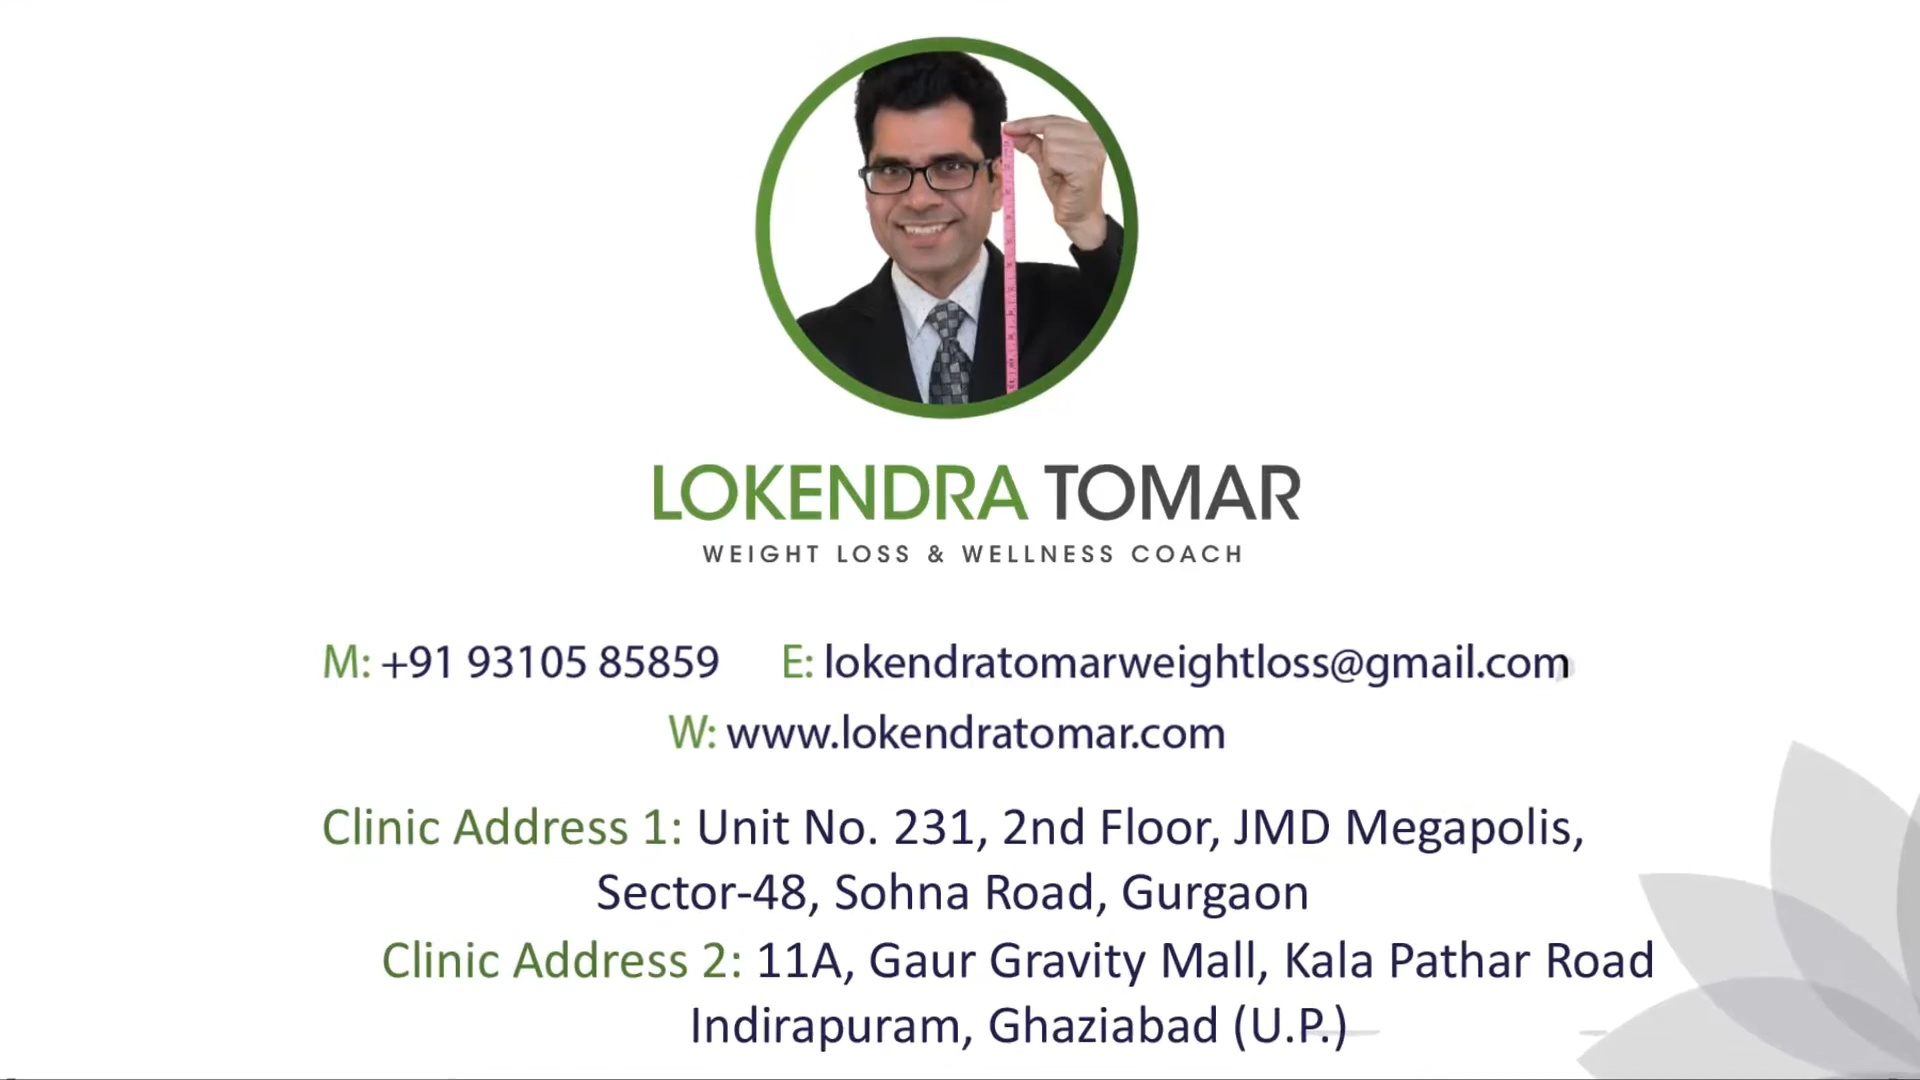 LOKENDRA TOMAR
WEIGHT LOSS & WELLNESS COACH
M: +91 93105 85859 E: lokendratomarweightloss@gmail.com
W: www.lokendratomar.com
Clinic Address 1: Unit No. 231, 2nd Floor, JMD Megapolis,
Sector-48, Sohna Road, Gurgaon
Clinic Address 2: 11A, Gaur Gravity Mall, Kala Pathar Road
Indirapuram, Ghaziabad (U.P.)